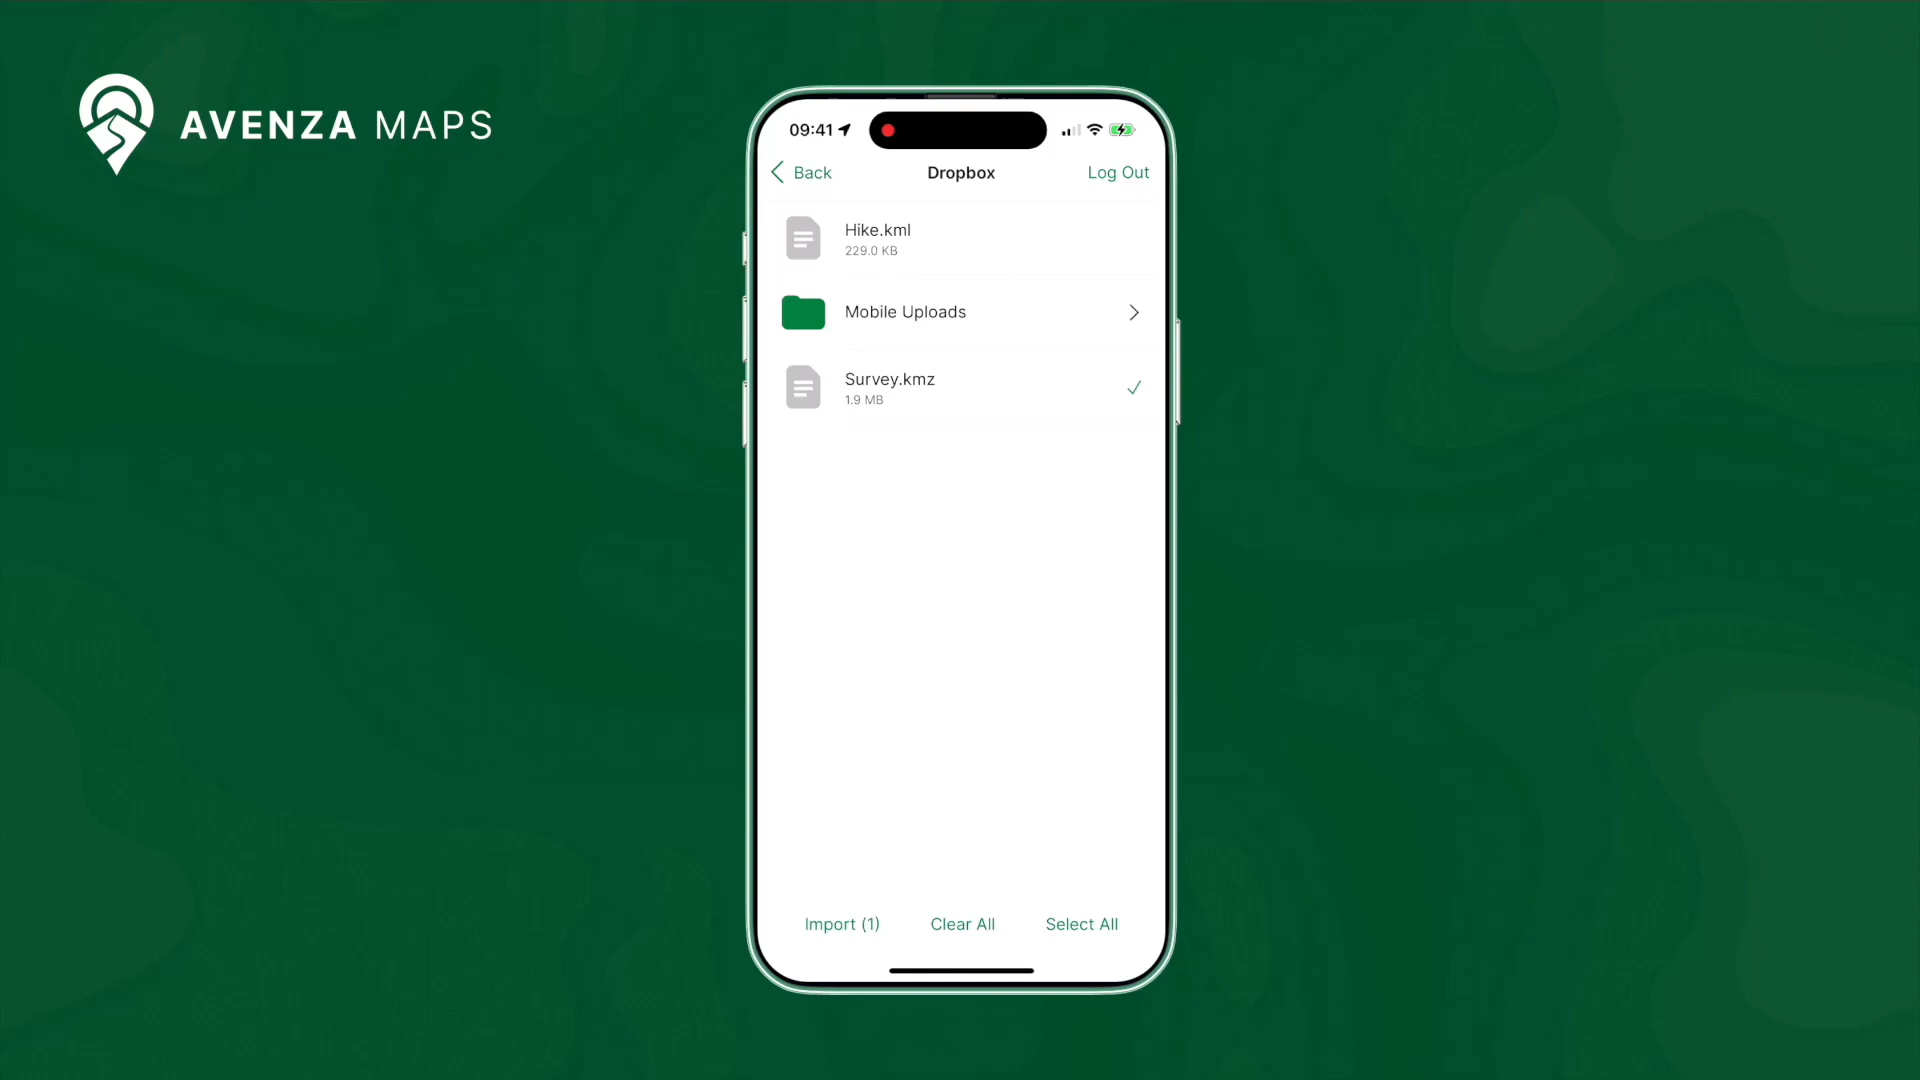 AVENZA MAPS
09:41
Back
Dropbox
Log Out
Hike.kml
229.0 KB
Mobile Uploads
Survey.kmz
1.9 MB
Import (1)
Clear All
Select All